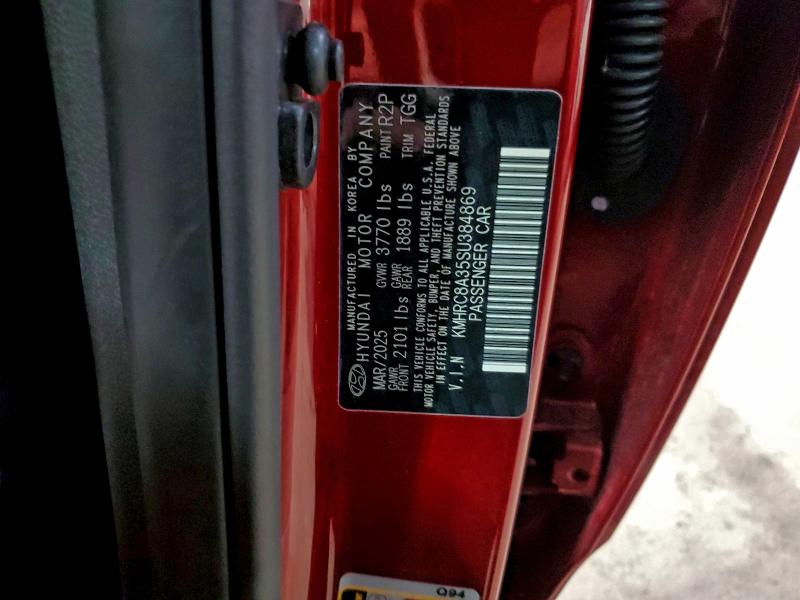 MANUFACTURED IN KOREA BY
HYUNDAI MOTOR COMPANY
MAR/2025 GVWR 3770 lbs PAINT R2P
GAWR FRONT 2101 lbs GAWR REAR 1889 lbs TRIM TGG
THIS VEHICLE CONFORMS TO ALL APPLICABLE U.S.A. FEDERAL
MOTOR VEHICLE SAFETY, BUMPER, AND THEFT PREVENTION STANDARDS
IN EFFECT ON THE DATE OF MANUFACTURE SHOWN ABOVE
V.I.N KMHRC8A35SU384869
PASSENGER CAR
Q94